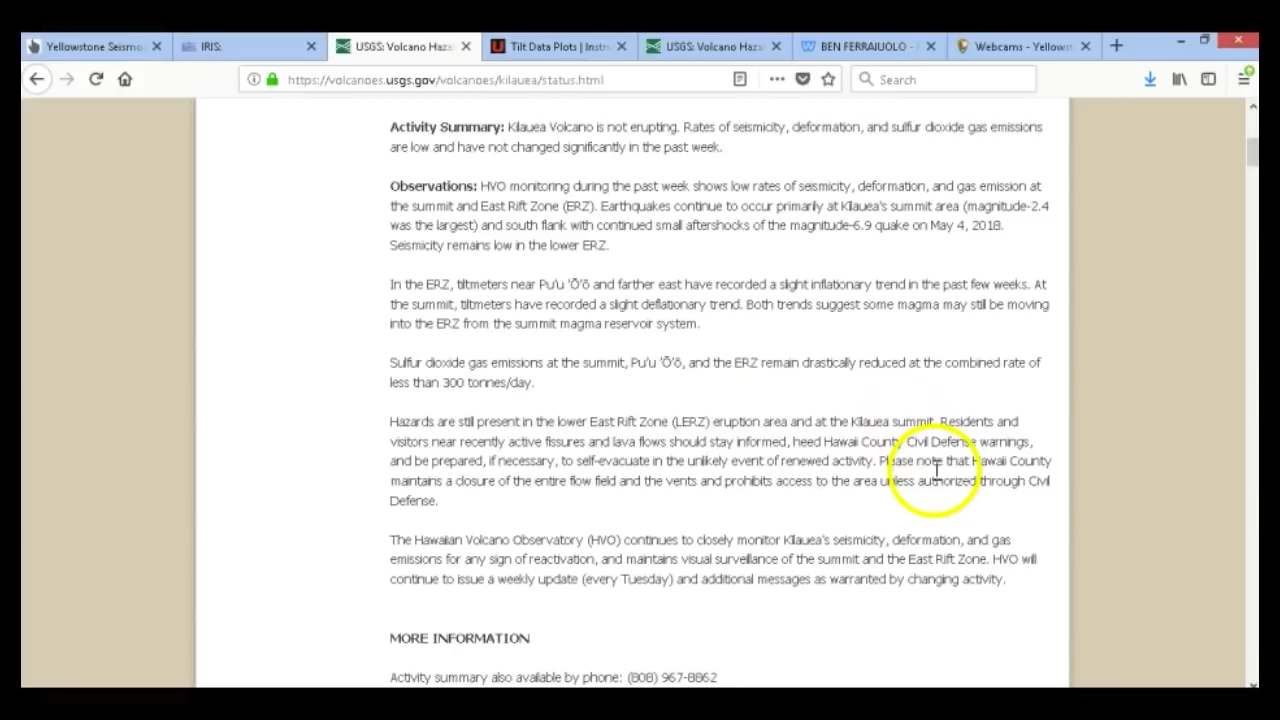 Yellowstone Seismo
IRIS:
USGS: Volcano Haza
Tilt Data Plots | Instru
USGS: Volcano Haz
BEN FERRAIUOLO -
Webcams - Yellowst
https://volcanoes.usgs.gov/volcanoes/kilauea/status.html
Search
Activity Summary: Kilauea Volcano is not erupting. Rates of seismicity, deformation, and sulfur dioxide gas emissions
are low and have not changed significantly in the past week.
Observations: HVO monitoring during the past week shows low rates of seismicity, deformation, and gas emission at
the summit and East Rift Zone (ERZ). Earthquakes continue to occur primarily at Kīlauea's summit area (magnitude-2.4
was the largest) and south flank with continued small aftershocks of the magnitude-6.9 quake on May 4, 2018.
Seismicity remains low in the lower ERZ.
In the ERZ, tiltmeters near Pu'u 'Ō'ō and farther east have recorded a slight inflationary trend in the past few weeks. At
the summit, tiltmeters have recorded a slight deflationary trend. Both trends suggest some magma may still be moving
into the ERZ from the summit magma reservoir system.
Sulfur dioxide gas emissions at the summit, Pu'u 'Ō'ō, and the ERZ remain drastically reduced at the combined rate of
less than 300 tonnes/day.
Hazards are still present in the lower East Rift Zone (LERZ) eruption area and at the Kīlauea summit. Residents and
visitors near recently active fissures and lava flows should stay informed, heed Hawaii County Civil Defense warnings,
and be prepared, if necessary, to self-evacuate in the unlikely event of renewed activity. Please note that Hawaii County
maintains a closure of the entire flow field and the vents and prohibits access to the area unless authorized through Civil
Defense.
The Hawaiian Volcano Observatory (HVO) continues to closely monitor Kīlauea's seismicity, deformation, and gas
emissions for any sign of reactivation, and maintains visual surveillance of the summit and the East Rift Zone. HVO will
continue to issue a weekly update (every Tuesday) and additional messages as warranted by changing activity.
MORE INFORMATION
Activity summary also available by phone: (808) 967-8862